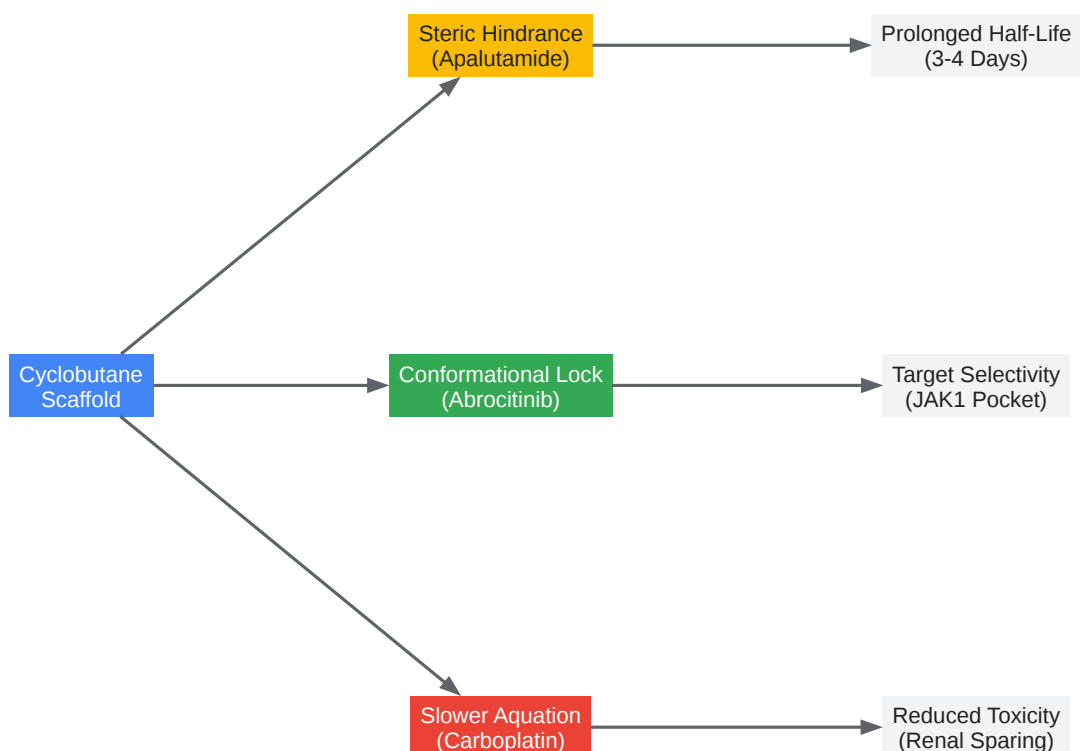 Steric Hindrance
(Apalutamide)
Prolonged Half-Life
(3-4 Days)
Cyclobutane
Scaffold
Conformational Lock
(Abrocitinib)
Target Selectivity
(JAK1 Pocket)
Slower Aquation
(Carboplatin)
Reduced Toxicity
(Renal Sparing)